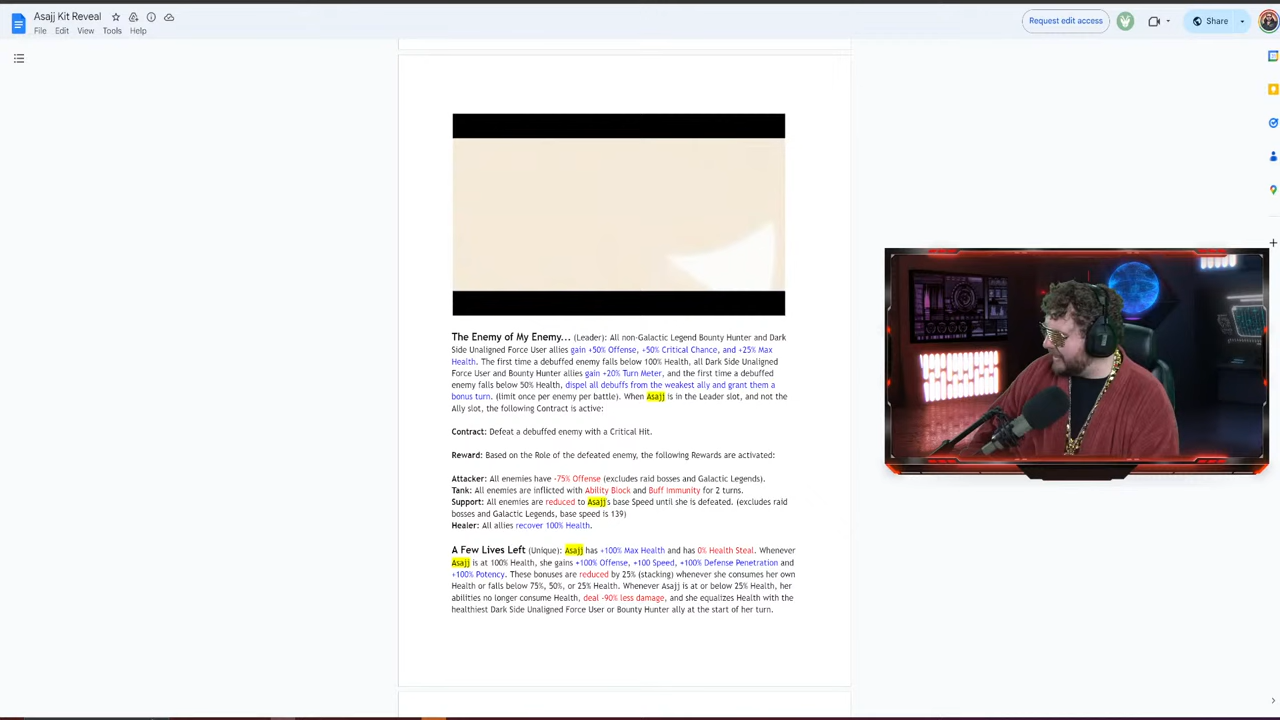 Asajj Kit Reveal
File Edit View Tools Help
Request edit access
Share
The Enemy of My Enemy... (Leader): All non-Galactic Legend Bounty Hunter and Dark
Side Unaligned Force User allies gain +50% Offense, +50% Critical Chance, and +25% Max
Health. The first time a debuffed enemy falls below 100% Health, all Dark Side Unaligned
Force User and Bounty Hunter allies gain +20% Turn Meter, and the first time a debuffed
enemy falls below 50% Health, dispel all debuffs from the weakest ally and grant them a
bonus turn. (limit once per enemy per battle). When Asajj is in the Leader slot, and not the
Ally slot, the following Contract is active:
Contract: Defeat a debuffed enemy with a Critical Hit.
Reward: Based on the Role of the defeated enemy, the following Rewards are activated:
Attacker: All enemies have -75% Offense (excludes raid bosses and Galactic Legends).
Tank: All enemies are inflicted with Ability Block and Buff Immunity for 2 turns.
Support: All enemies are reduced to Asajj's base Speed until she is defeated. (excludes raid
bosses and Galactic Legends, base speed is 139)
Healer: All allies recover 100% Health.
A Few Lives Left (Unique): Asajj has +100% Max Health and has 0% Health Steal. Whenever
Asajj is at 100% Health, she gains +100% Offense, +100 Speed, +100% Defense Penetration and
+100% Potency. These bonuses are reduced by 25% (stacking) whenever she consumes her own
Health or falls below 75%, 50%, or 25% Health. Whenever Asajj is at or below 25% Health, her
abilities no longer consume Health, deal -90% less damage, and she equalizes Health with the
healthiest Dark Side Unaligned Force User or Bounty Hunter ally at the start of her turn.